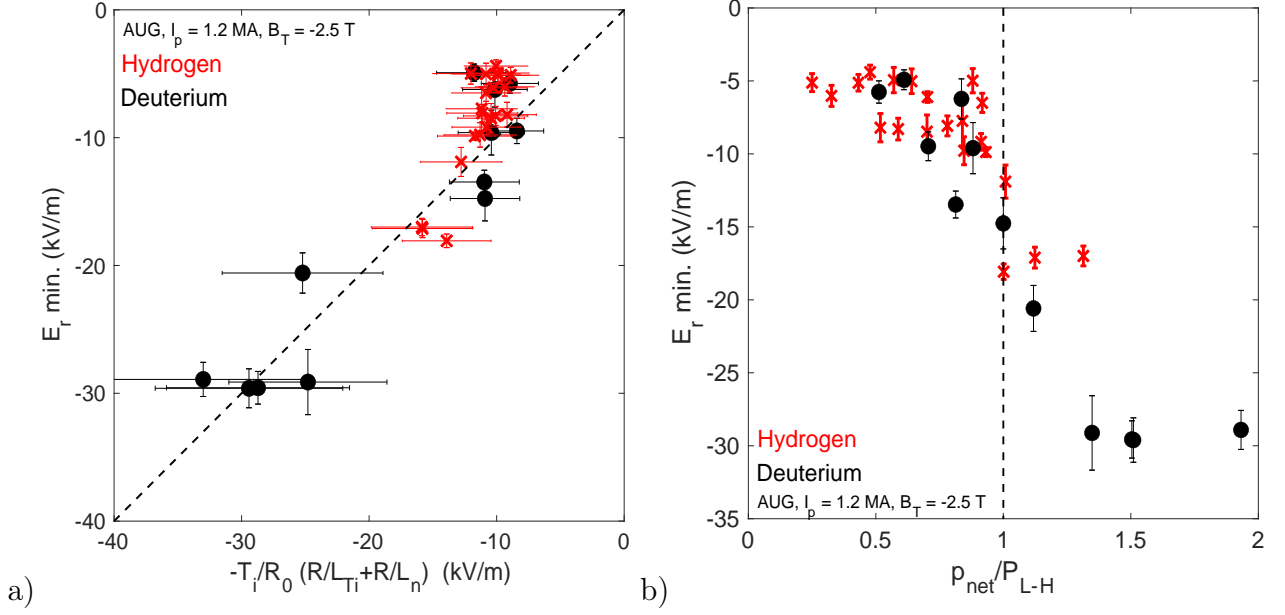 0
-10
-20
-30
-40
E_r min. (kV/m)
AUG, I_p = 1.2 MA, B_T = -2.5 T
Hydrogen
Deuterium
-40 -30 -20 -10 0
-T_i/R_0 (R/L_Ti+R/L_n) (kV/m)
a)
0
-5
-10
-15
-20
-25
-30
-35
E_r min. (kV/m)
Hydrogen
Deuterium
AUG, I_p = 1.2 MA, B_T = -2.5 T
0 0.5 1 1.5 2
p_net/P_L-H
b)